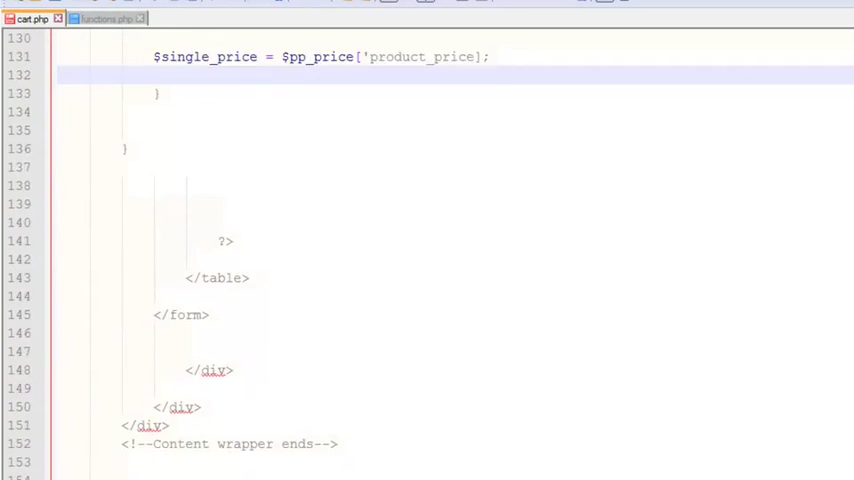 cart.php functions.php
130
131 $single_price = $pp_price['product_price];
132
133 }
134
135
136 }
137
138
139
140
141 ?>
142
143 </table>
144
145 </form>
146
147
148 </div>
149
150 </div>
151 </div>
152 <!--Content wrapper ends-->
153
154